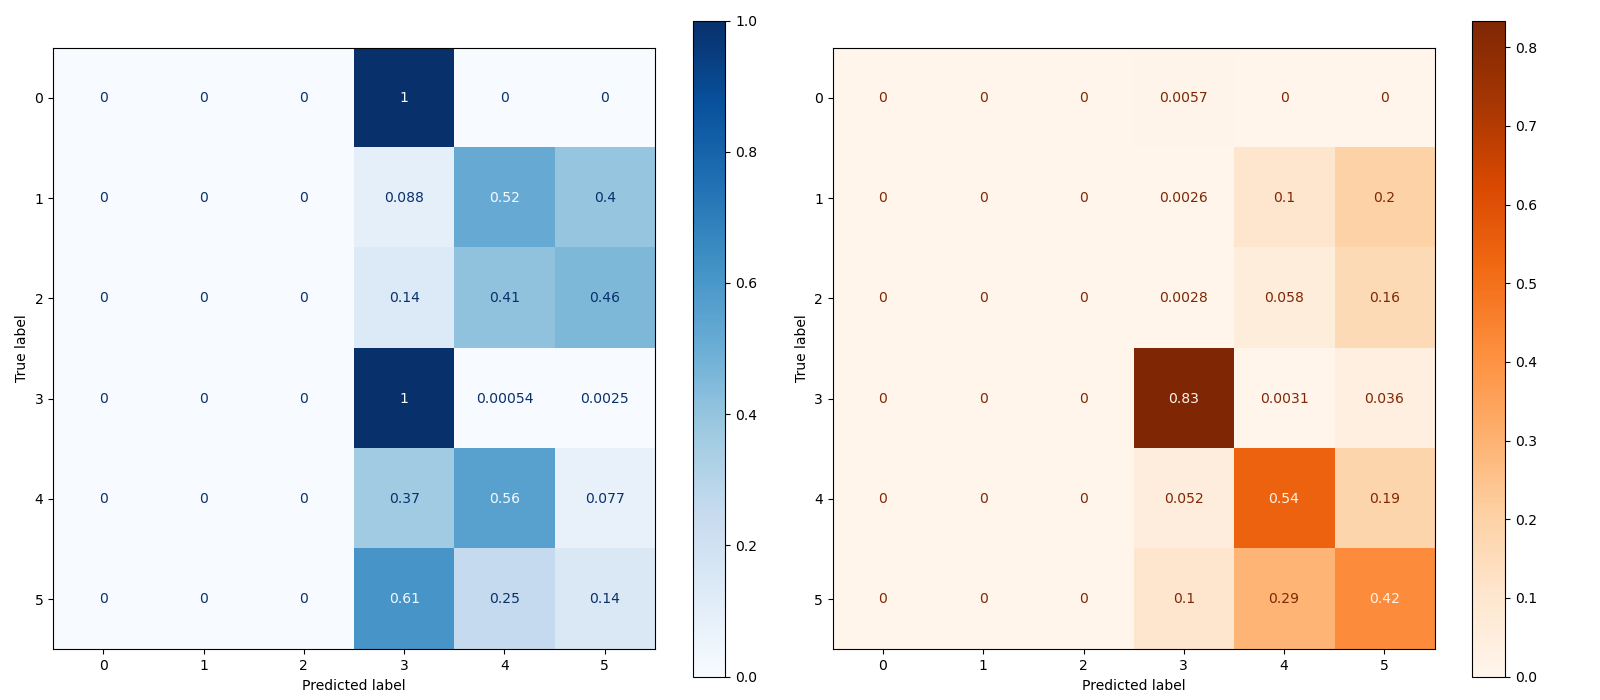 0 0 0 0 1 0 0
1 0 0 0 0.088 0.52 0.4
2 0 0 0 0.14 0.41 0.46
3 0 0 0 1 0.00054 0.0025
4 0 0 0 0.37 0.56 0.077
5 0 0 0 0.61 0.25 0.14
0 1 2 3 4 5
Predicted label
True label
1.0
0.8
0.6
0.4
0.2
0.0
0 0 0 0 0.0057 0 0
1 0 0 0 0.0026 0.1 0.2
2 0 0 0 0.0028 0.058 0.16
3 0 0 0 0.83 0.0031 0.036
4 0 0 0 0.052 0.54 0.19
5 0 0 0 0.1 0.29 0.42
0 1 2 3 4 5
Predicted label
True label
0.8
0.7
0.6
0.5
0.4
0.3
0.2
0.1
0.0